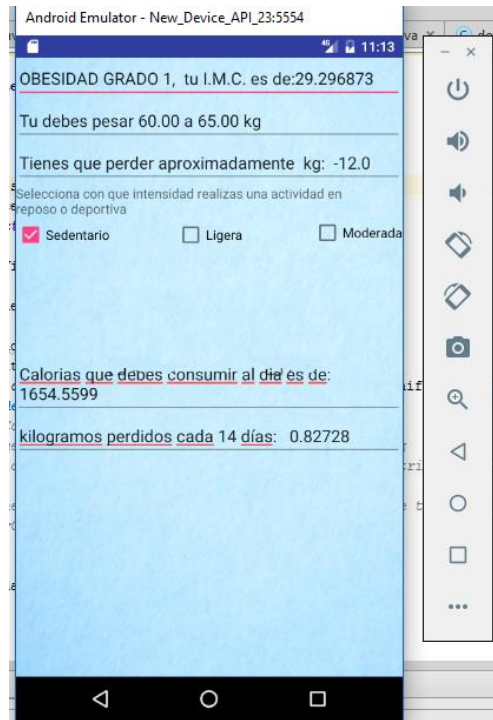 Android Emulator - New_Device_API_23:5554
11:13
OBESIDAD GRADO 1, tu I.M.C. es de:29.296873
Tu debes pesar 60.00 a 65.00 kg
Tienes que perder aproximadamente kg: -12.0
Selecciona con que intensidad realizas una actividad en
reposo o deportiva
Sedentario Ligera Moderada
Calorias que debes consumir al dia es de:
1654.5599
kilogramos perdidos cada 14 días: 0.82728